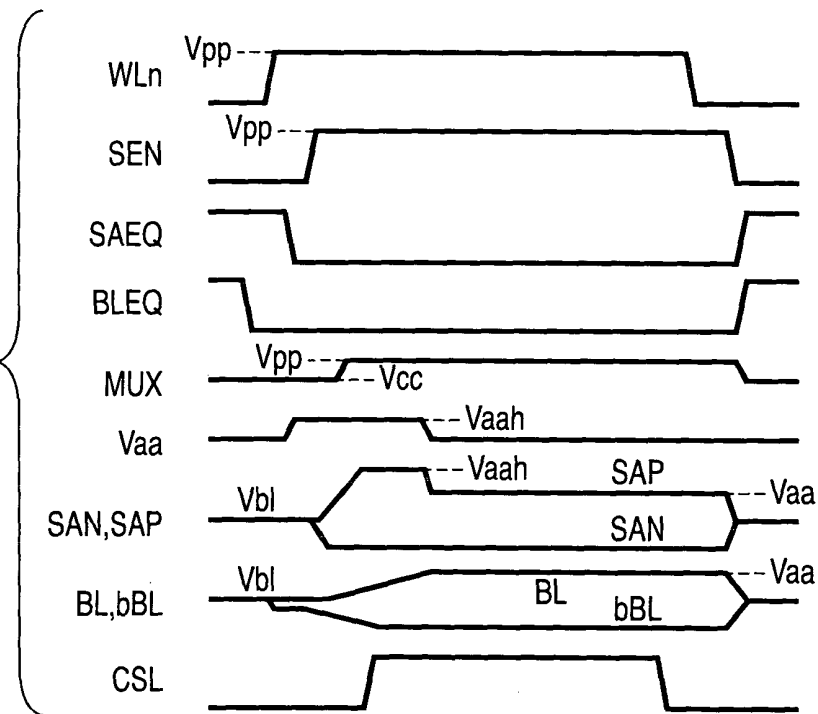 Vpp
WLn
Vpp
SEN
SAEQ
BLEQ
Vpp
Vcc
MUX
Vaah
Vaa
Vaah
SAP
Vbl
Vaa
SAN,SAP
SAN
Vbl
Vaa
BL,bBL
BL
bBL
CSL